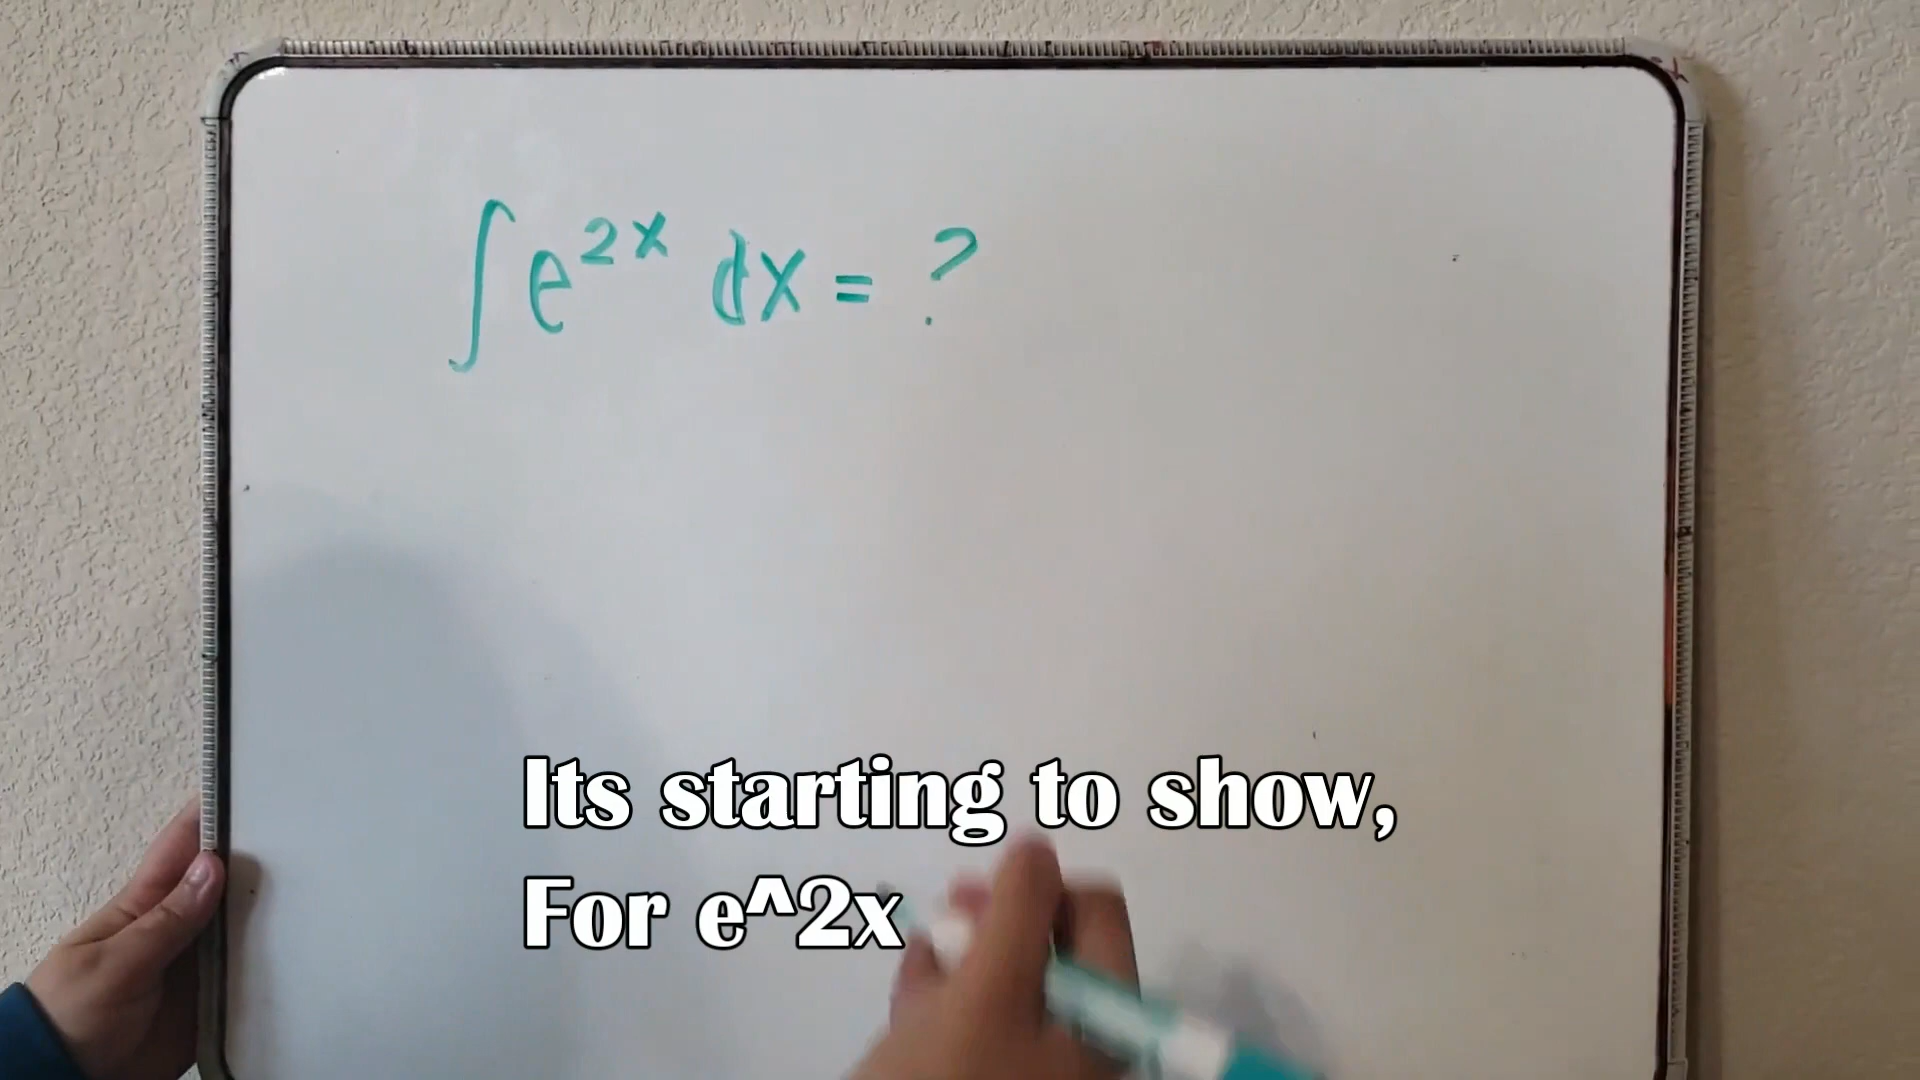 ∫e^{2x} dx = ?
Its starting to show,
For e^2x